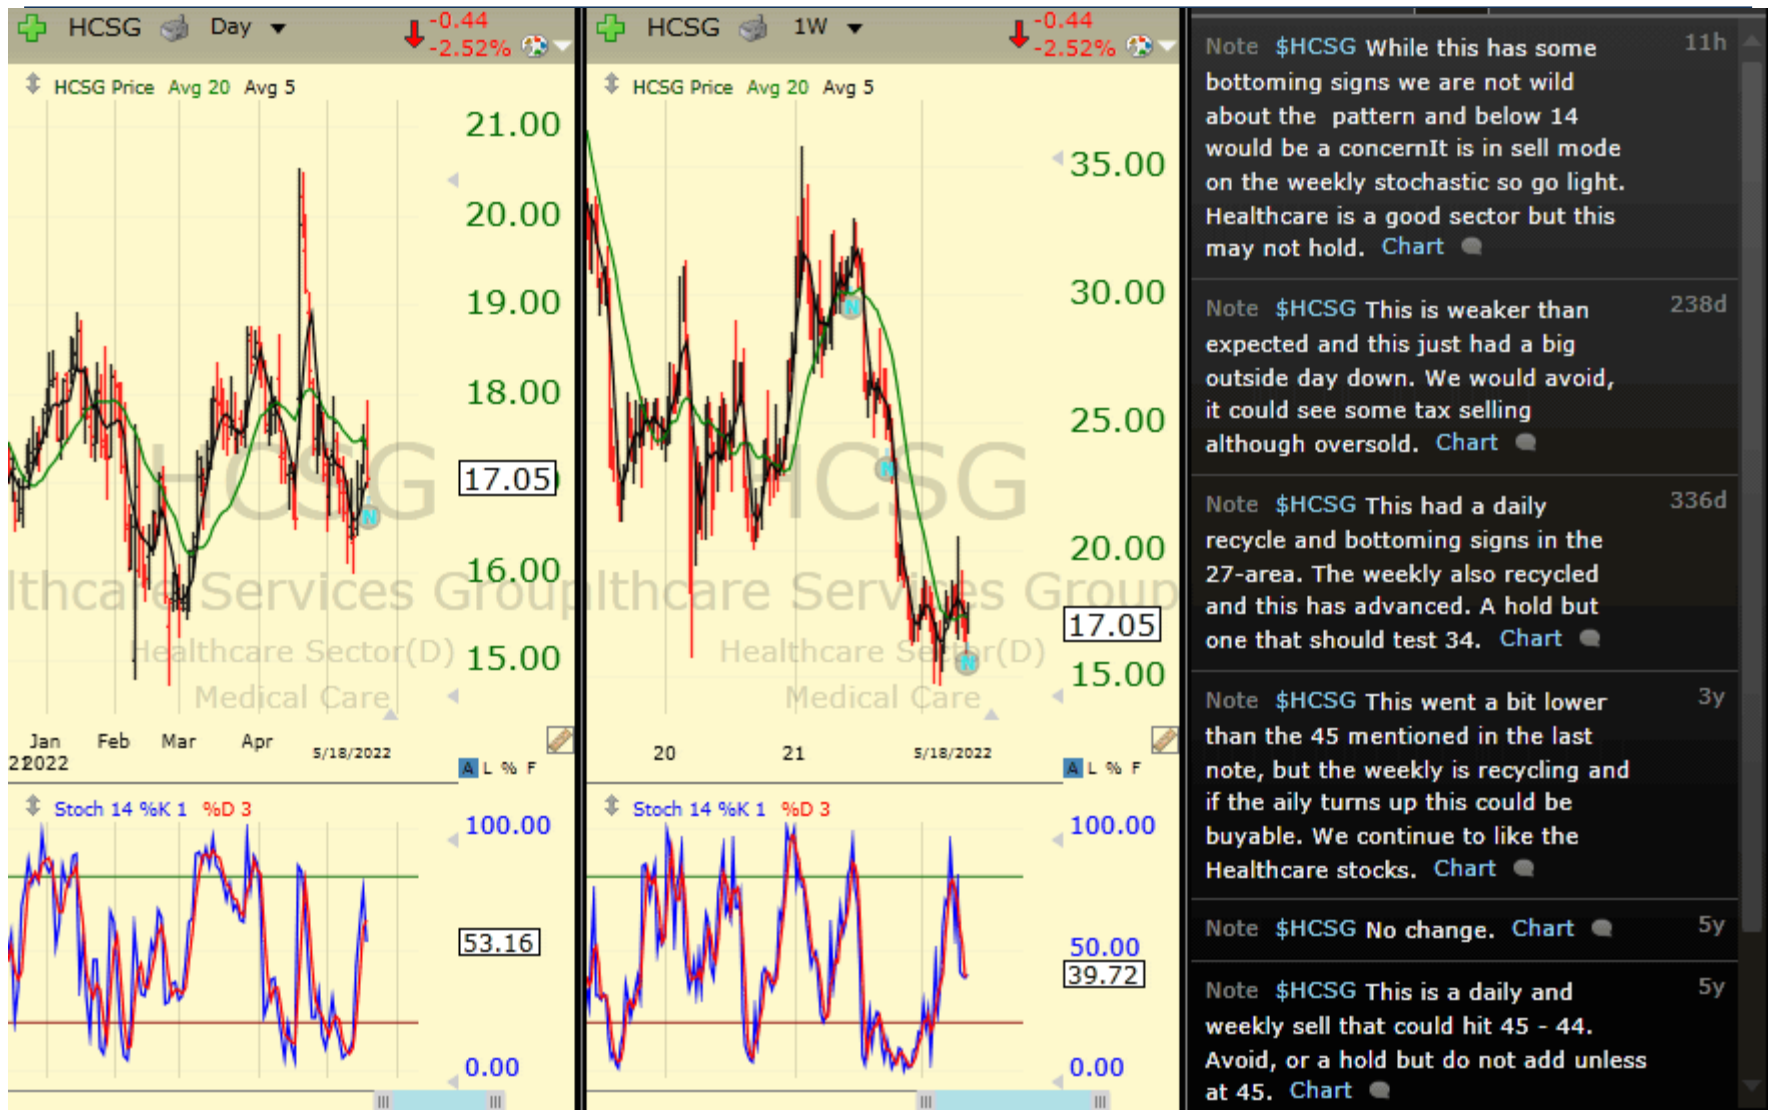 HCSG Day
-0.44
-2.52%
HCSG Price Avg 20 Avg 5
21.00
20.00
19.00
18.00
17.05
16.00
15.00
HCSG
lthcare Services Group
Healthcare Sector(D)
Medical Care
Jan Feb Mar Apr 5/18/2022
2022
A L % F
Stoch 14 %K 1 %D 3
100.00
53.16
0.00
HCSG 1W
-0.44
-2.52%
HCSG Price Avg 20 Avg 5
35.00
30.00
25.00
20.00
17.05
15.00
HCSG
lthcare Services Group
Healthcare Sector(D)
Medical Care
N
N
N
N
20 21 5/18/2022
A L % F
Stoch 14 %K 1 %D 3
100.00
50.00
39.72
0.00
Note $HCSG While this has some 11h
bottoming signs we are not wild
about the pattern and below 14
would be a concernIt is in sell mode
on the weekly stochastic so go light.
Healthcare is a good sector but this
may not hold. Chart
Note $HCSG This is weaker than 238d
expected and this just had a big
outside day down. We would avoid,
it could see some tax selling
although oversold. Chart
Note $HCSG This had a daily 336d
recycle and bottoming signs in the
27-area. The weekly also recycled
and this has advanced. A hold but
one that should test 34. Chart
Note $HCSG This went a bit lower 3y
than the 45 mentioned in the last
note, but the weekly is recycling and
if the aily turns up this could be
buyable. We continue to like the
Healthcare stocks. Chart
Note $HCSG No change. Chart 5y
Note $HCSG This is a daily and 5y
weekly sell that could hit 45 - 44.
Avoid, or a hold but do not add unless
at 45. Chart